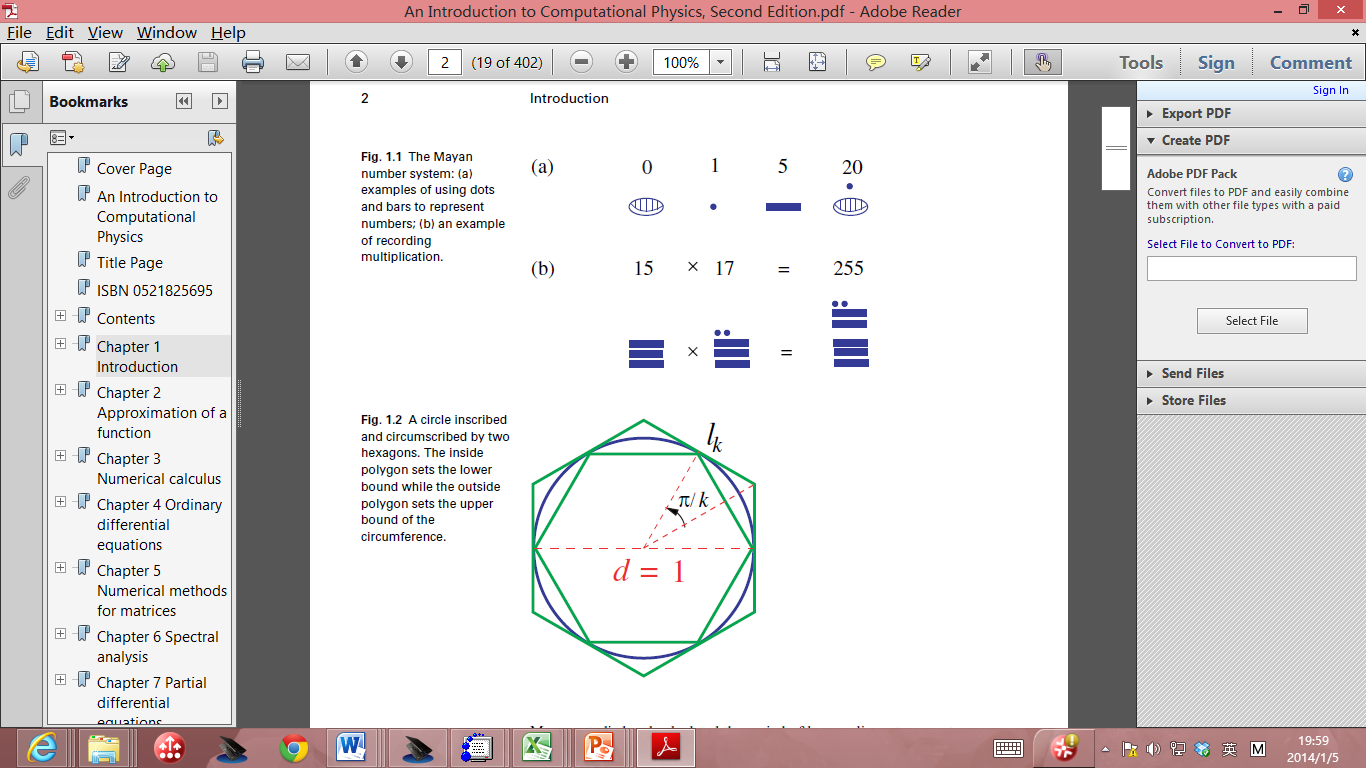 An Introduction to Computational Physics, Second Edition.pdf - Adobe Reader
File Edit View Window Help
2 (19 of 402) 100% Tools Sign Comment
Bookmarks
Cover Page
An Introduction to
Computational
Physics
Title Page
ISBN 0521825695
Contents
Chapter 1
Introduction
Chapter 2
Approximation of a
function
Chapter 3
Numerical calculus
Chapter 4 Ordinary
differential
equations
Chapter 5
Numerical methods
for matrices
Chapter 6 Spectral
analysis
Chapter 7 Partial
differential
equations
2 Introduction
Fig. 1.1 The Mayan
number system: (a)
examples of using dots
and bars to represent
numbers; (b) an example
of recording
multiplication.
(a) 0 1 5 20
(b) 15 × 17 = 255
× =
Fig. 1.2 A circle inscribed
and circumscribed by two
hexagons. The inside
polygon sets the lower
bound while the outside
polygon sets the upper
bound of the
circumference.
lk
π/k
d = 1
Sign In
Export PDF
Create PDF
Adobe PDF Pack
Convert files to PDF and easily combine
them with other file types with a paid
subscription.
Select File to Convert to PDF:
Select File
Send Files
Store Files
英 M
19:59
2014/1/5